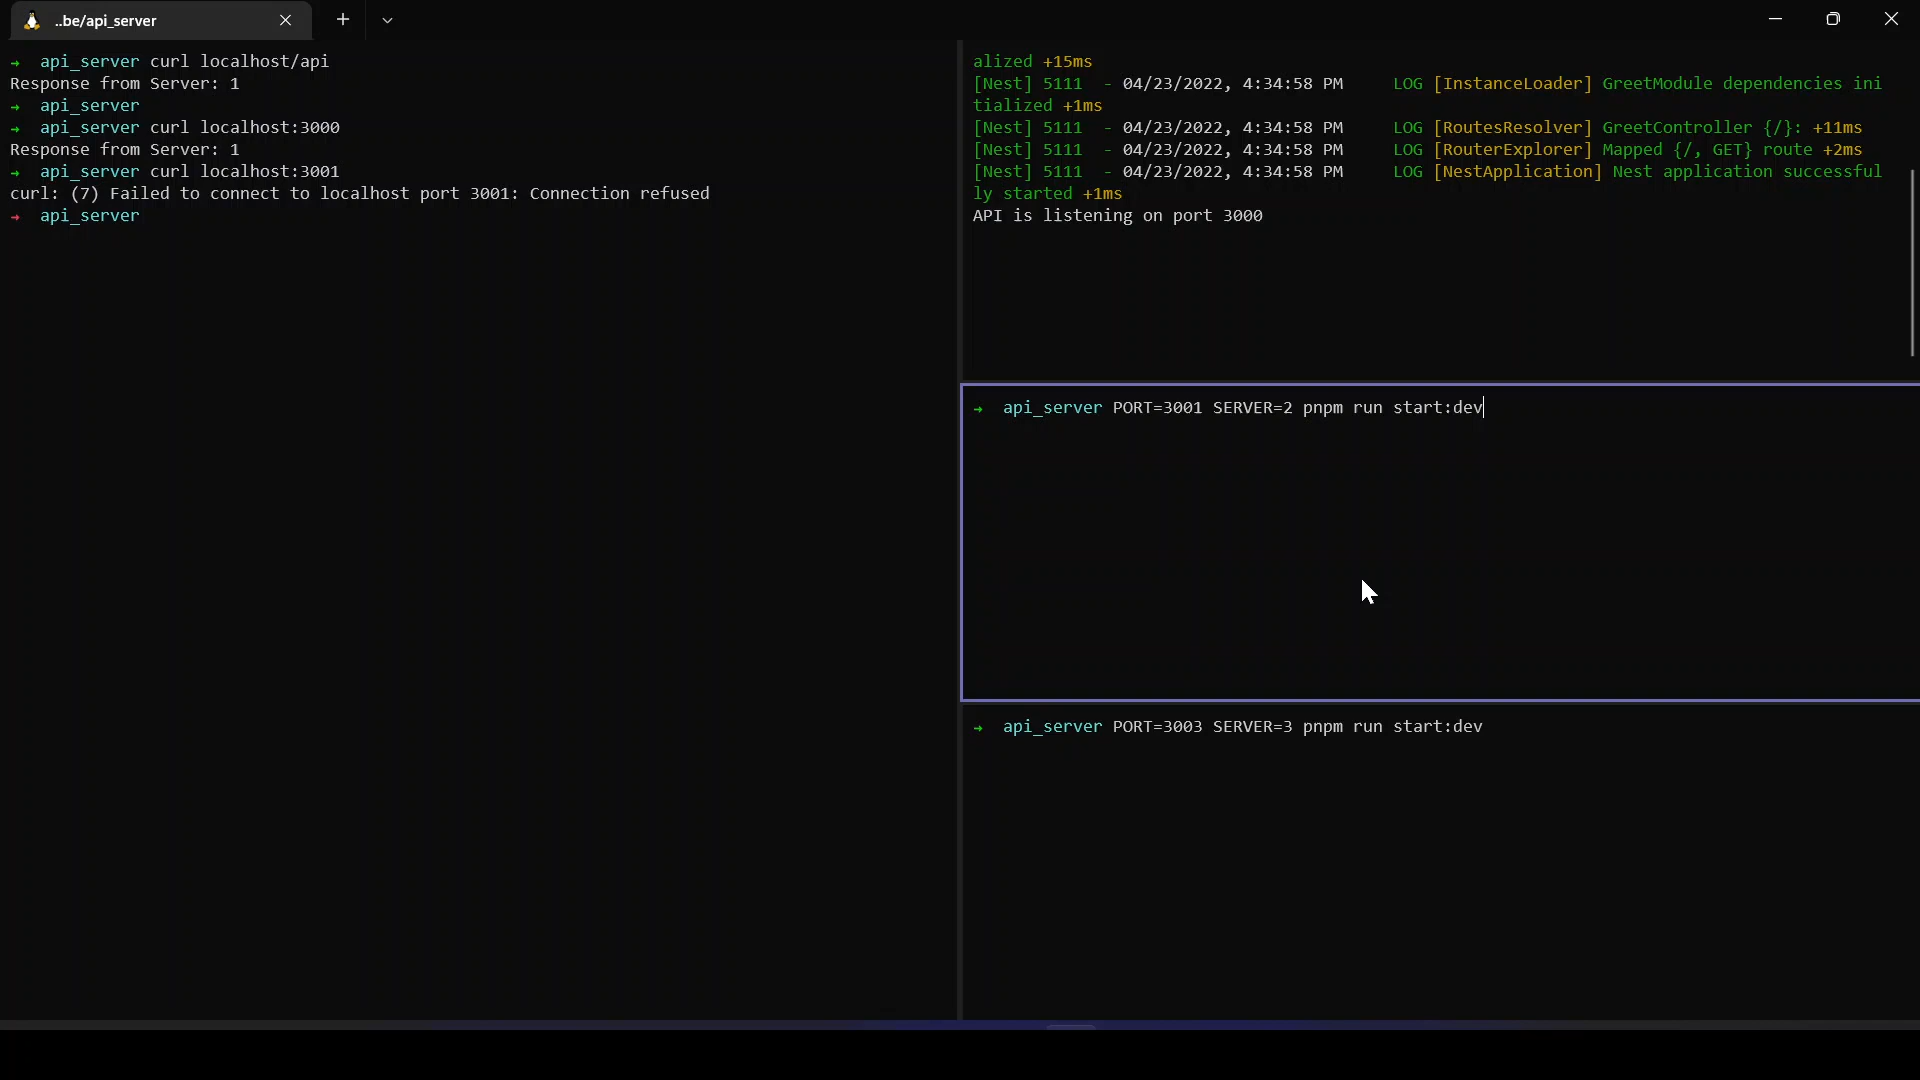 ..be/api_server
→ api_server curl localhost/api
Response from Server: 1
→ api_server
→ api_server curl localhost:3000
Response from Server: 1
→ api_server curl localhost:3001
curl: (7) Failed to connect to localhost port 3001: Connection refused
→ api_server
alized +15ms
[Nest] 5111  - 04/23/2022, 4:34:58 PM     LOG [InstanceLoader] GreetModule dependencies ini
tialized +1ms
[Nest] 5111  - 04/23/2022, 4:34:58 PM     LOG [RoutesResolver] GreetController {/}: +11ms
[Nest] 5111  - 04/23/2022, 4:34:58 PM     LOG [RouterExplorer] Mapped {/, GET} route +2ms
[Nest] 5111  - 04/23/2022, 4:34:58 PM     LOG [NestApplication] Nest application successful
ly started +1ms
API is listening on port 3000
→ api_server PORT=3001 SERVER=2 pnpm run start:dev
→ api_server PORT=3003 SERVER=3 pnpm run start:dev